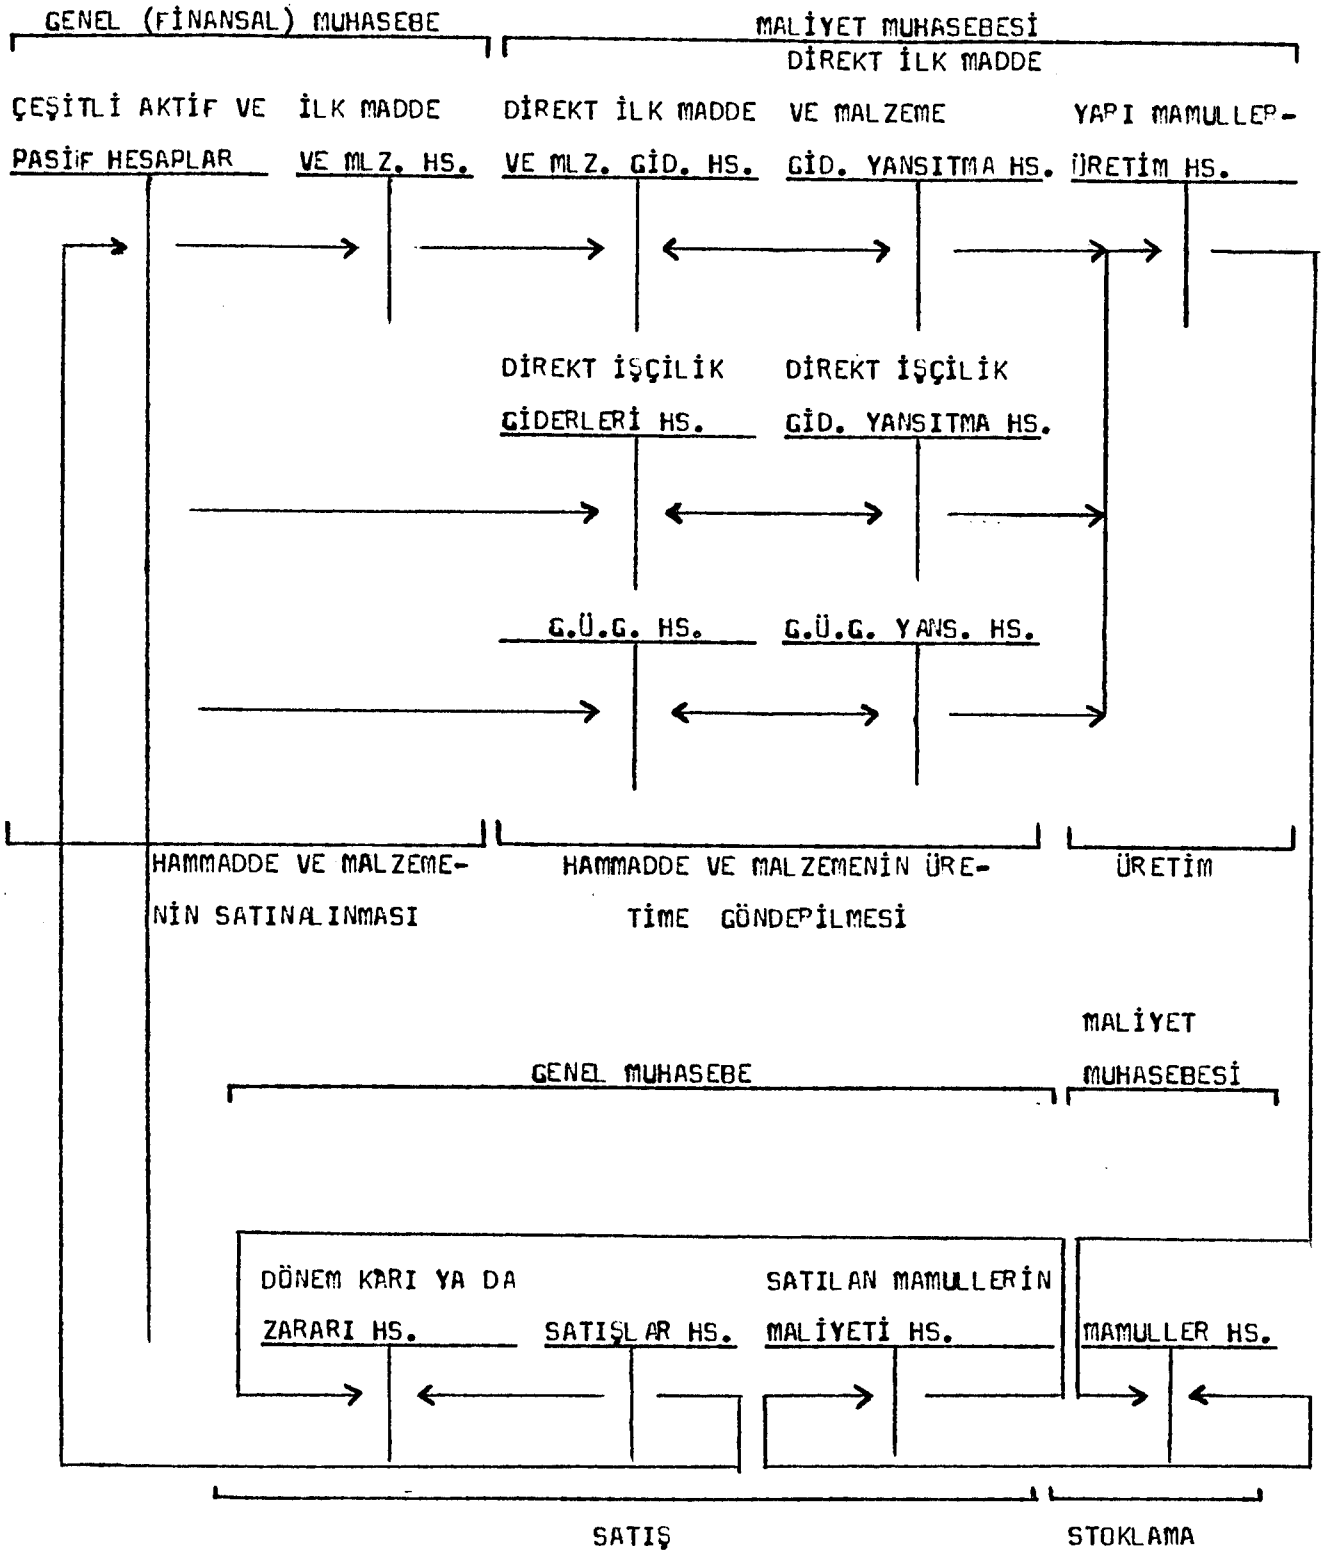 GENEL (FİNANSAL) MUHASEBE
MALİYET MUHASEBESİ
ÇEŞİTLİ AKTİF VE
PASİF HESAPLAR
İLK MADDE
VE MLZ. HS.
DİREKT İLK MADDE
VE MLZ. GİD. HS.
DİREKT İLK MADDE
VE MALZEME
GİD. YANSITMA HS.
YARI MAMULLER-
ÜRETİM HS.
DİREKT İŞÇİLİK
GİDERLERİ HS.
DİREKT İŞÇİLİK
GİD. YANSITMA HS.
G.Ü.G. HS.
G.Ü.G. YANS. HS.
HAMMADDE VE MALZEME-
NİN SATINALINMASI
HAMMADDE VE MALZEMENİN ÜRE-
TİME GÖNDERİLMESİ
ÜRETİM
GENEL MUHASEBE
MALİYET
MUHASEBESİ
DÖNEM KARI YA DA
ZARARI HS.
SATIŞLAR HS.
SATILAN MAMULLERİN
MALİYETİ HS.
MAMULLER HS.
SATIŞ
STOKLAMA